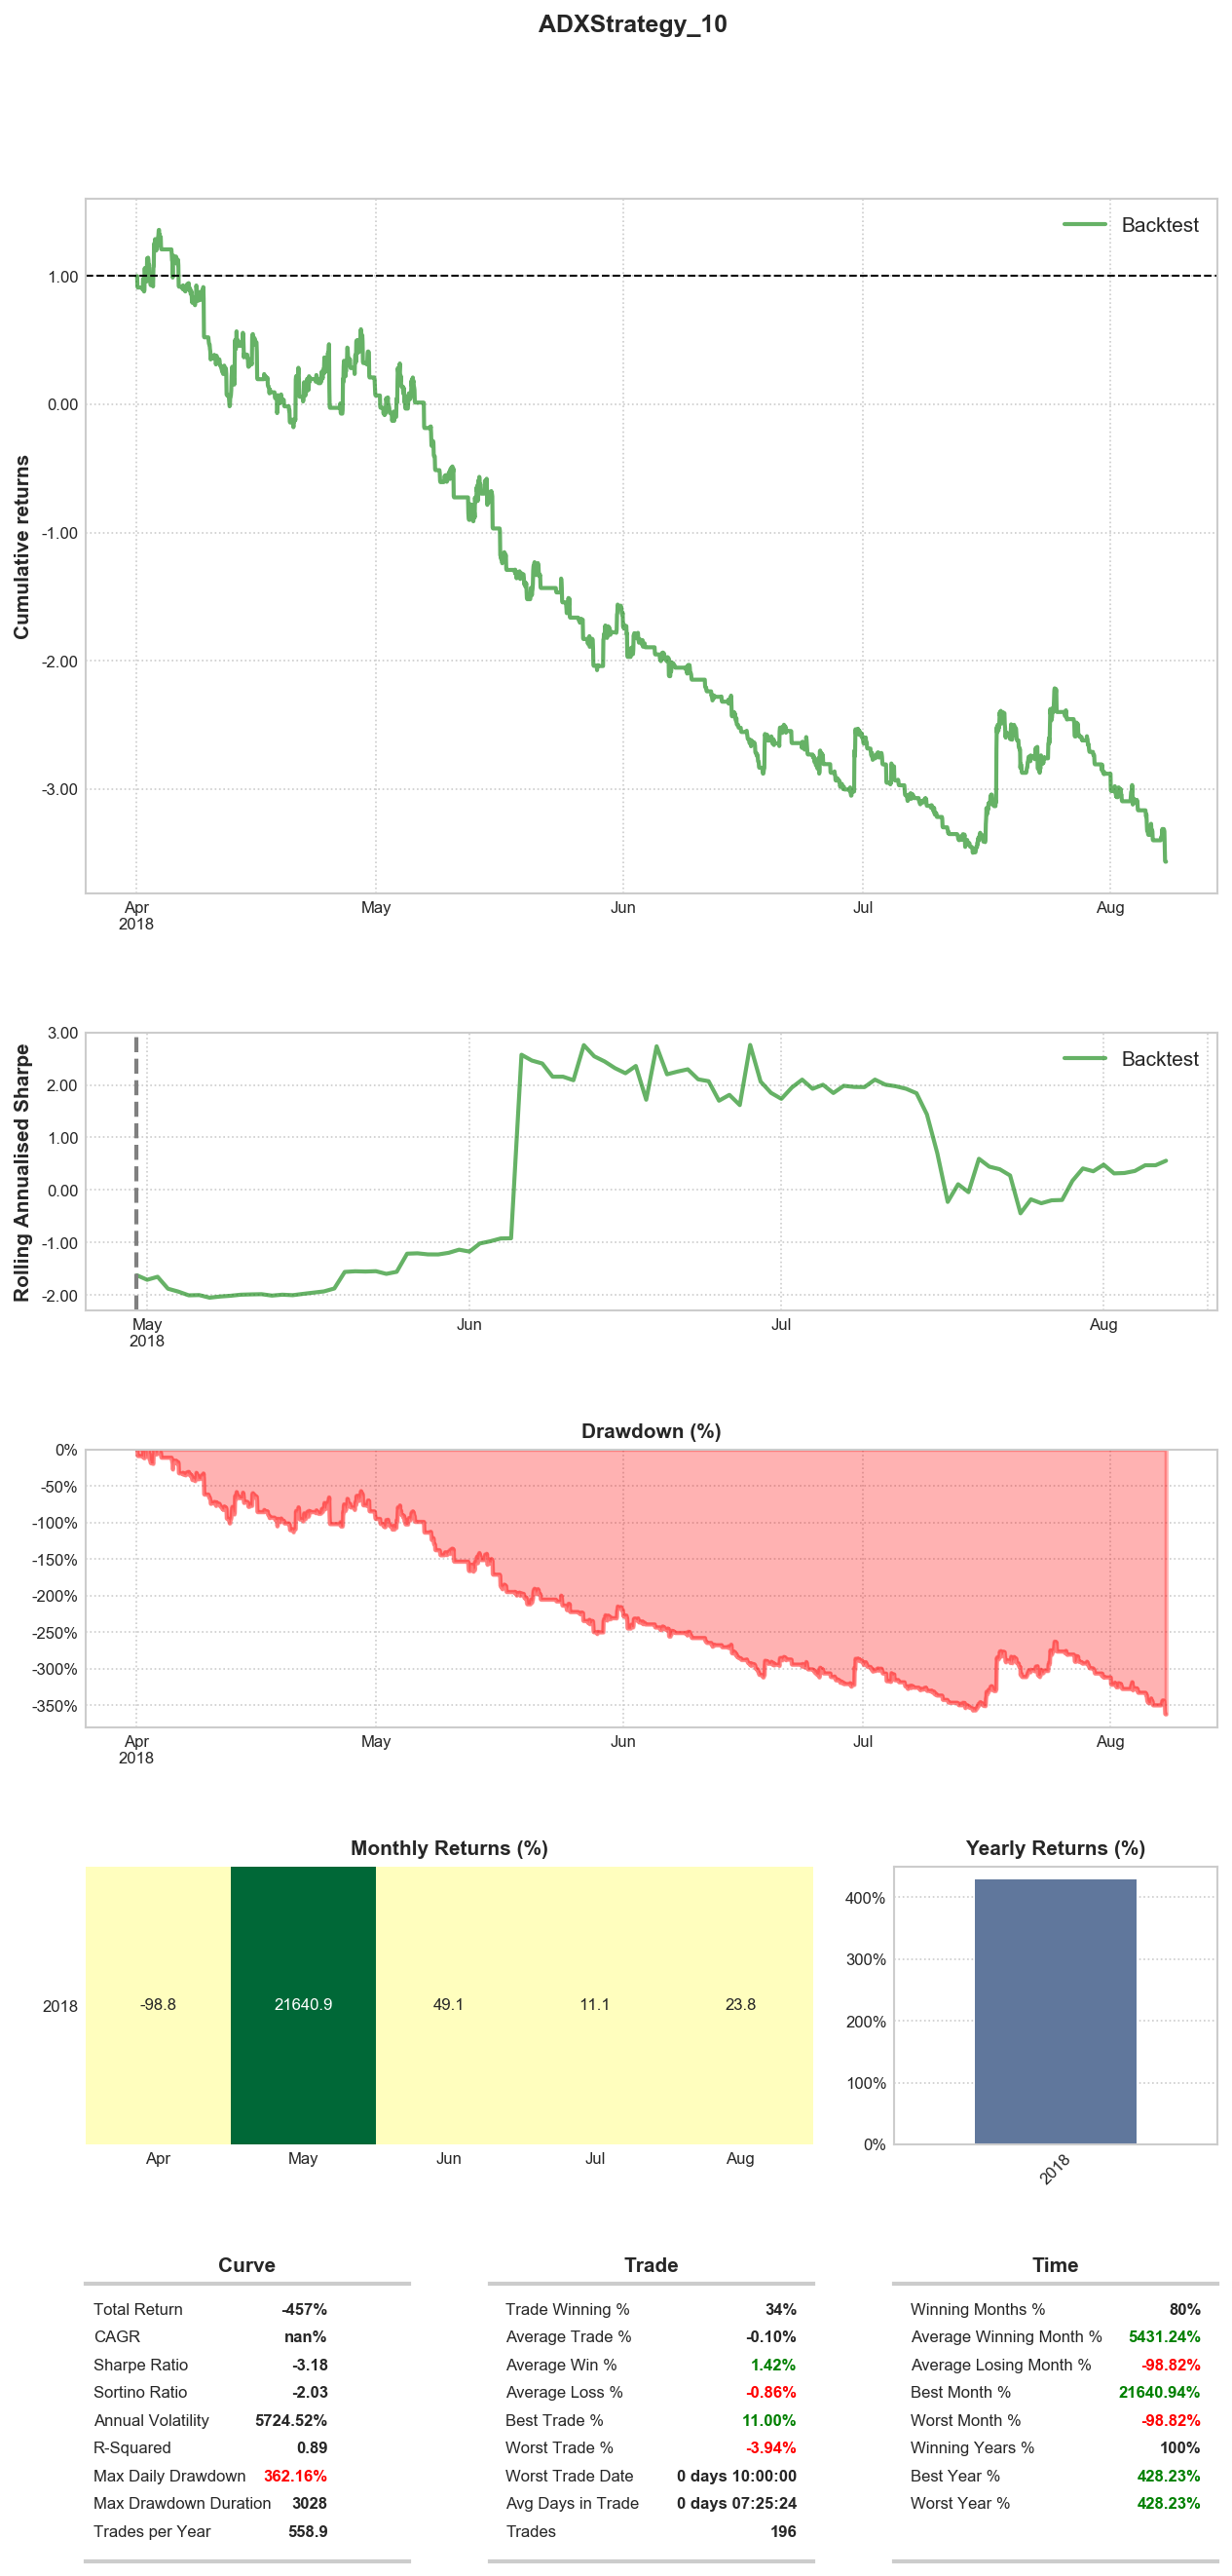 ADXStrategy_10
Backtest
Cumulative returns
1.00
0.00
-1.00
-2.00
-3.00
Apr May Jun Jul Aug
2018
Backtest
Rolling Annualised Sharpe
3.00
2.00
1.00
0.00
-1.00
-2.00
May Jun Jul Aug
2018
Drawdown (%)
0%
-50%
-100%
-150%
-200%
-250%
-300%
-350%
Apr May Jun Jul Aug
2018
Monthly Returns (%)
2018 -98.8 21640.9 49.1 11.1 23.8
Apr May Jun Jul Aug
Yearly Returns (%)
400%
300%
200%
100%
0%
2018
Curve
Total Return -457%
CAGR nan%
Sharpe Ratio -3.18
Sortino Ratio -2.03
Annual Volatility 5724.52%
R-Squared 0.89
Max Daily Drawdown 362.16%
Max Drawdown Duration 3028
Trades per Year 558.9
Trade
Trade Winning % 34%
Average Trade % -0.10%
Average Win % 1.42%
Average Loss % -0.86%
Best Trade % 11.00%
Worst Trade % -3.94%
Worst Trade Date 0 days 10:00:00
Avg Days in Trade 0 days 07:25:24
Trades 196
Time
Winning Months % 80%
Average Winning Month % 5431.24%
Average Losing Month % -98.82%
Best Month % 21640.94%
Worst Month % -98.82%
Winning Years % 100%
Best Year % 428.23%
Worst Year % 428.23%